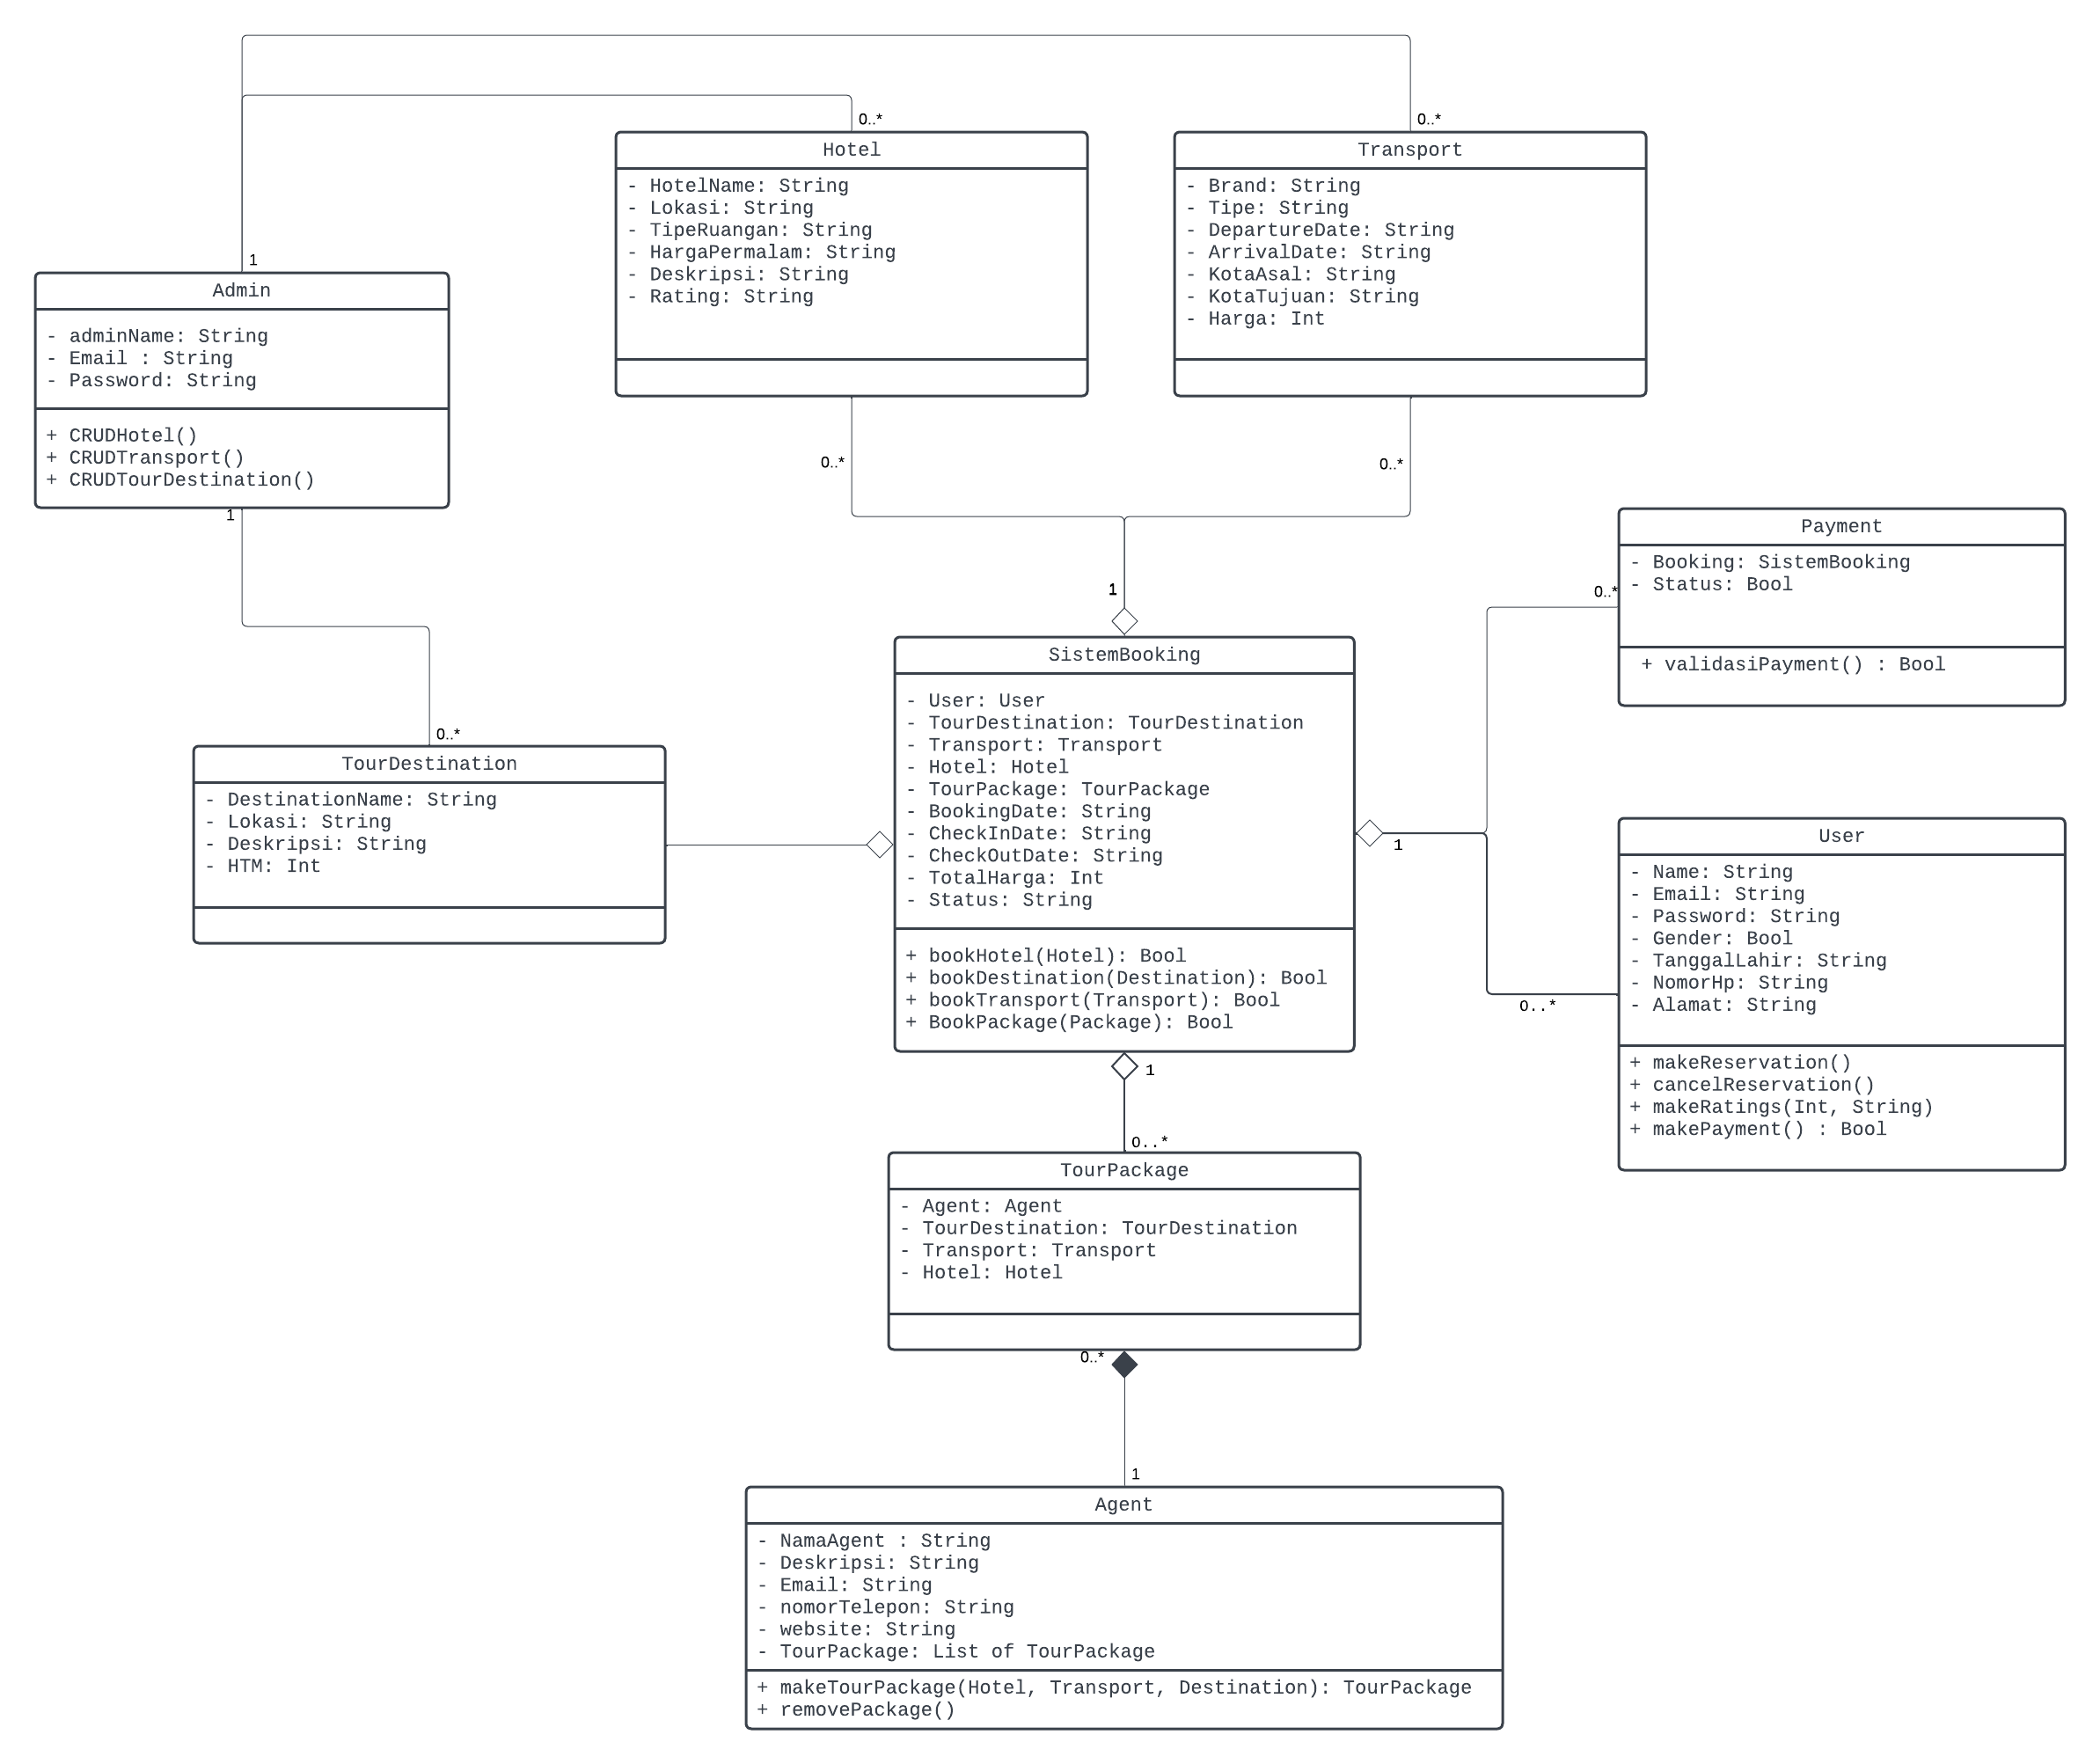 0..*
0..*
Hotel
- HotelName: String
- Lokasi: String
- TipeRuangan: String
- HargaPermalam: String
- Deskripsi: String
- Rating: String
Transport
- Brand: String
- Tipe: String
- DepartureDate: String
- ArrivalDate: String
- KotaAsal: String
- KotaTujuan: String
- Harga: Int
1
Admin
- adminName: String
- Email : String
- Password: String
+ CRUDHotel()
+ CRUDTransport()
+ CRUDTourDestination()
1
0..*
0..*
1
Payment
- Booking: SistemBooking
- Status: Bool
+ validasiPayment() : Bool
0..*
0..*
TourDestination
- DestinationName: String
- Lokasi: String
- Deskripsi: String
- HTM: Int
SistemBooking
- User: User
- TourDestination: TourDestination
- Transport: Transport
- Hotel: Hotel
- TourPackage: TourPackage
- BookingDate: String
- CheckInDate: String
- CheckOutDate: String
- TotalHarga: Int
- Status: String
+ bookHotel(Hotel): Bool
+ bookDestination(Destination): Bool
+ bookTransport(Transport): Bool
+ BookPackage(Package): Bool
1
0..*
User
- Name: String
- Email: String
- Password: String
- Gender: Bool
- TanggalLahir: String
- NomorHp: String
- Alamat: String
+ makeReservation()
+ cancelReservation()
+ makeRatings(Int, String)
+ makePayment() : Bool
1
0..*
TourPackage
- Agent: Agent
- TourDestination: TourDestination
- Transport: Transport
- Hotel: Hotel
0..*
1
Agent
- NamaAgent : String
- Deskripsi: String
- Email: String
- nomorTelepon: String
- website: String
- TourPackage: List of TourPackage
+ makeTourPackage(Hotel, Transport, Destination): TourPackage
+ removePackage()